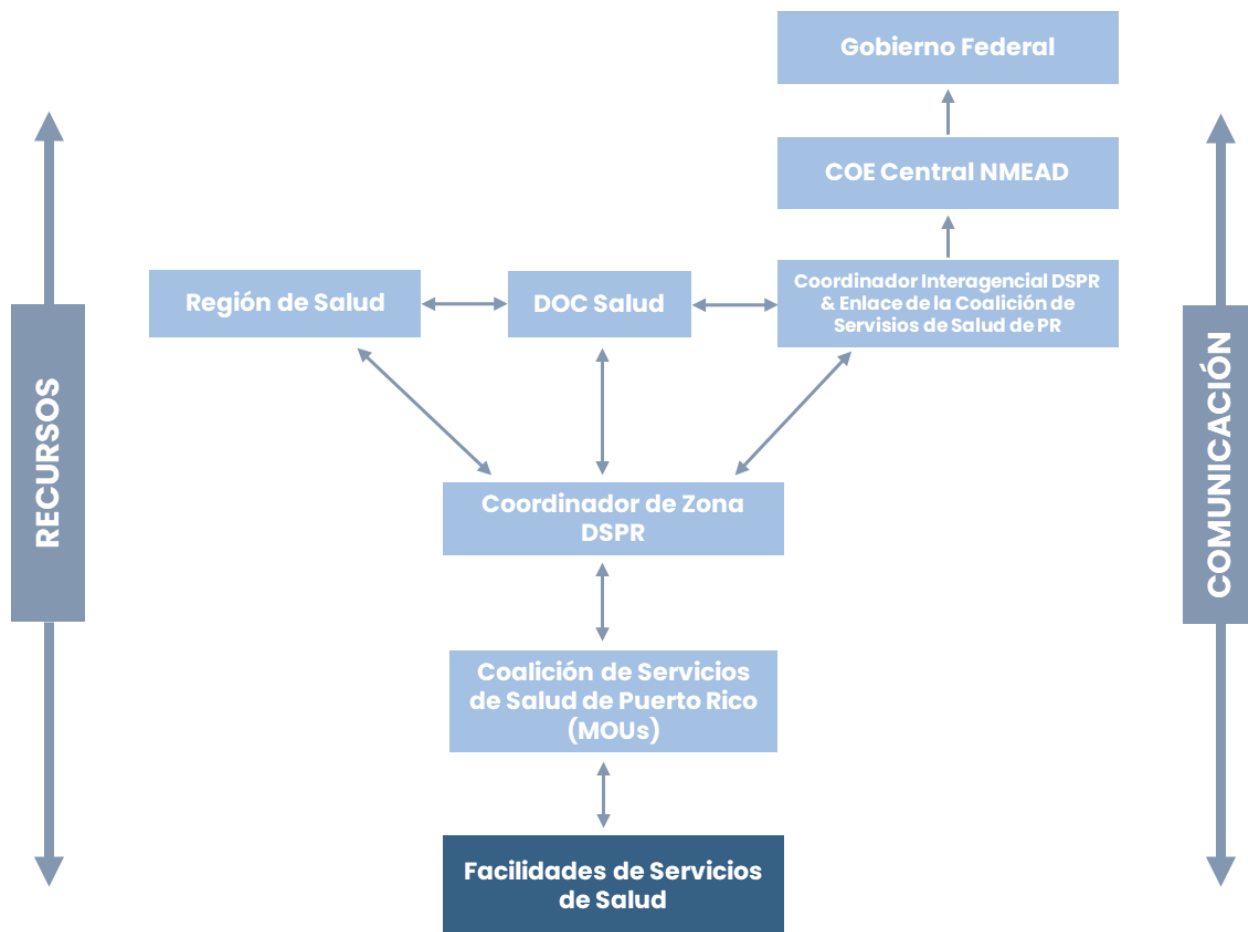 Gobierno Federal
COE Central NMEAD
Región de Salud
DOC Salud
Coordinador Interagencial DSPR
& Enlace de la Coalición de
Servisios de Salud de PR
RECURSOS
COMUNICACIÓN
Coordinador de Zona
DSPR
Coalición de Servicios
de Salud de Puerto Rico
(MOUs)
Facilidades de Servicios
de Salud